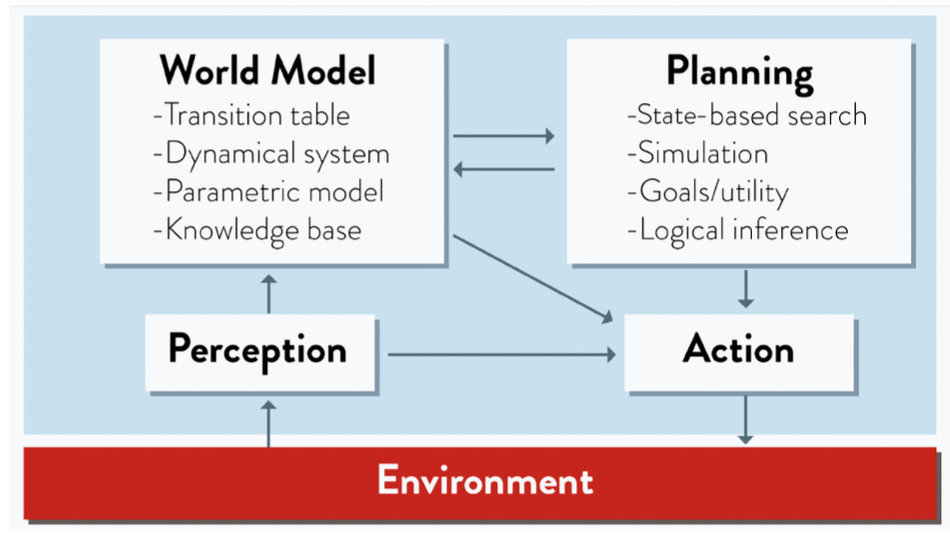 World Model
-Transition table
-Dynamical system
-Parametric model
-Knowledge base
Planning
-State-based search
-Simulation
-Goals/utility
-Logical inference
Perception
Action
Environment